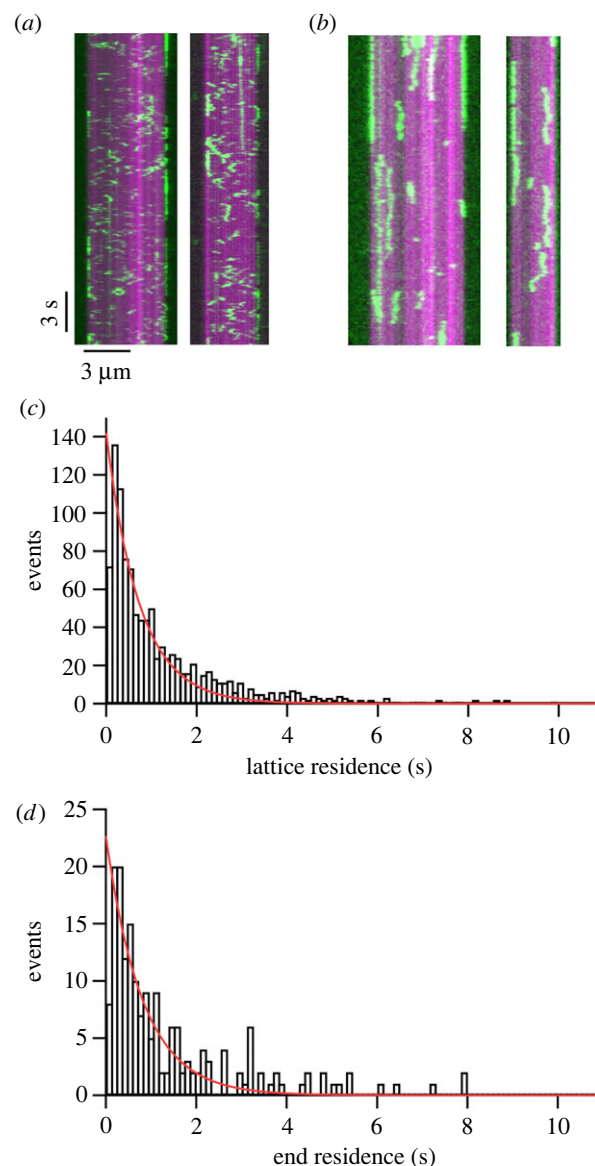 (a)
(b)
3 s
3 µm
(c)
140
120
100
80
60
40
20
0
events
0 2 4 6 8 10
lattice residence (s)
(d)
25
20
15
10
5
0
events
0 2 4 6 8 10
end residence (s)